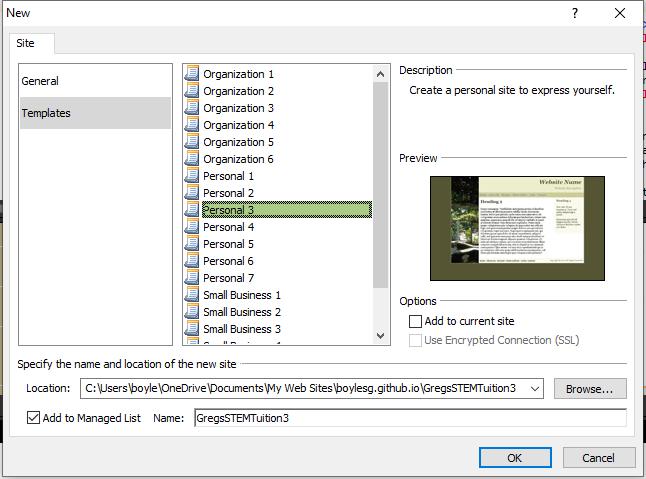 New
?
Site
General
Templates
Organization 1
Organization 2
Organization 3
Organization 4
Organization 5
Organization 6
Personal 1
Personal 2
Personal 3
Personal 4
Personal 5
Personal 6
Personal 7
Small Business 1
Small Business 2
Small Business 3
Description
Create a personal site to express yourself.
Preview
Website Name
Heading 1
Options
Add to current site
Use Encrypted Connection (SSL)
Specify the name and location of the new site
Location: C:\Users\boyle\OneDrive\Documents\My Web Sites\boylesg.github.io\GregsSTEMTuition3 Browse...
Add to Managed List Name: GregsSTEMTuition3
OK Cancel